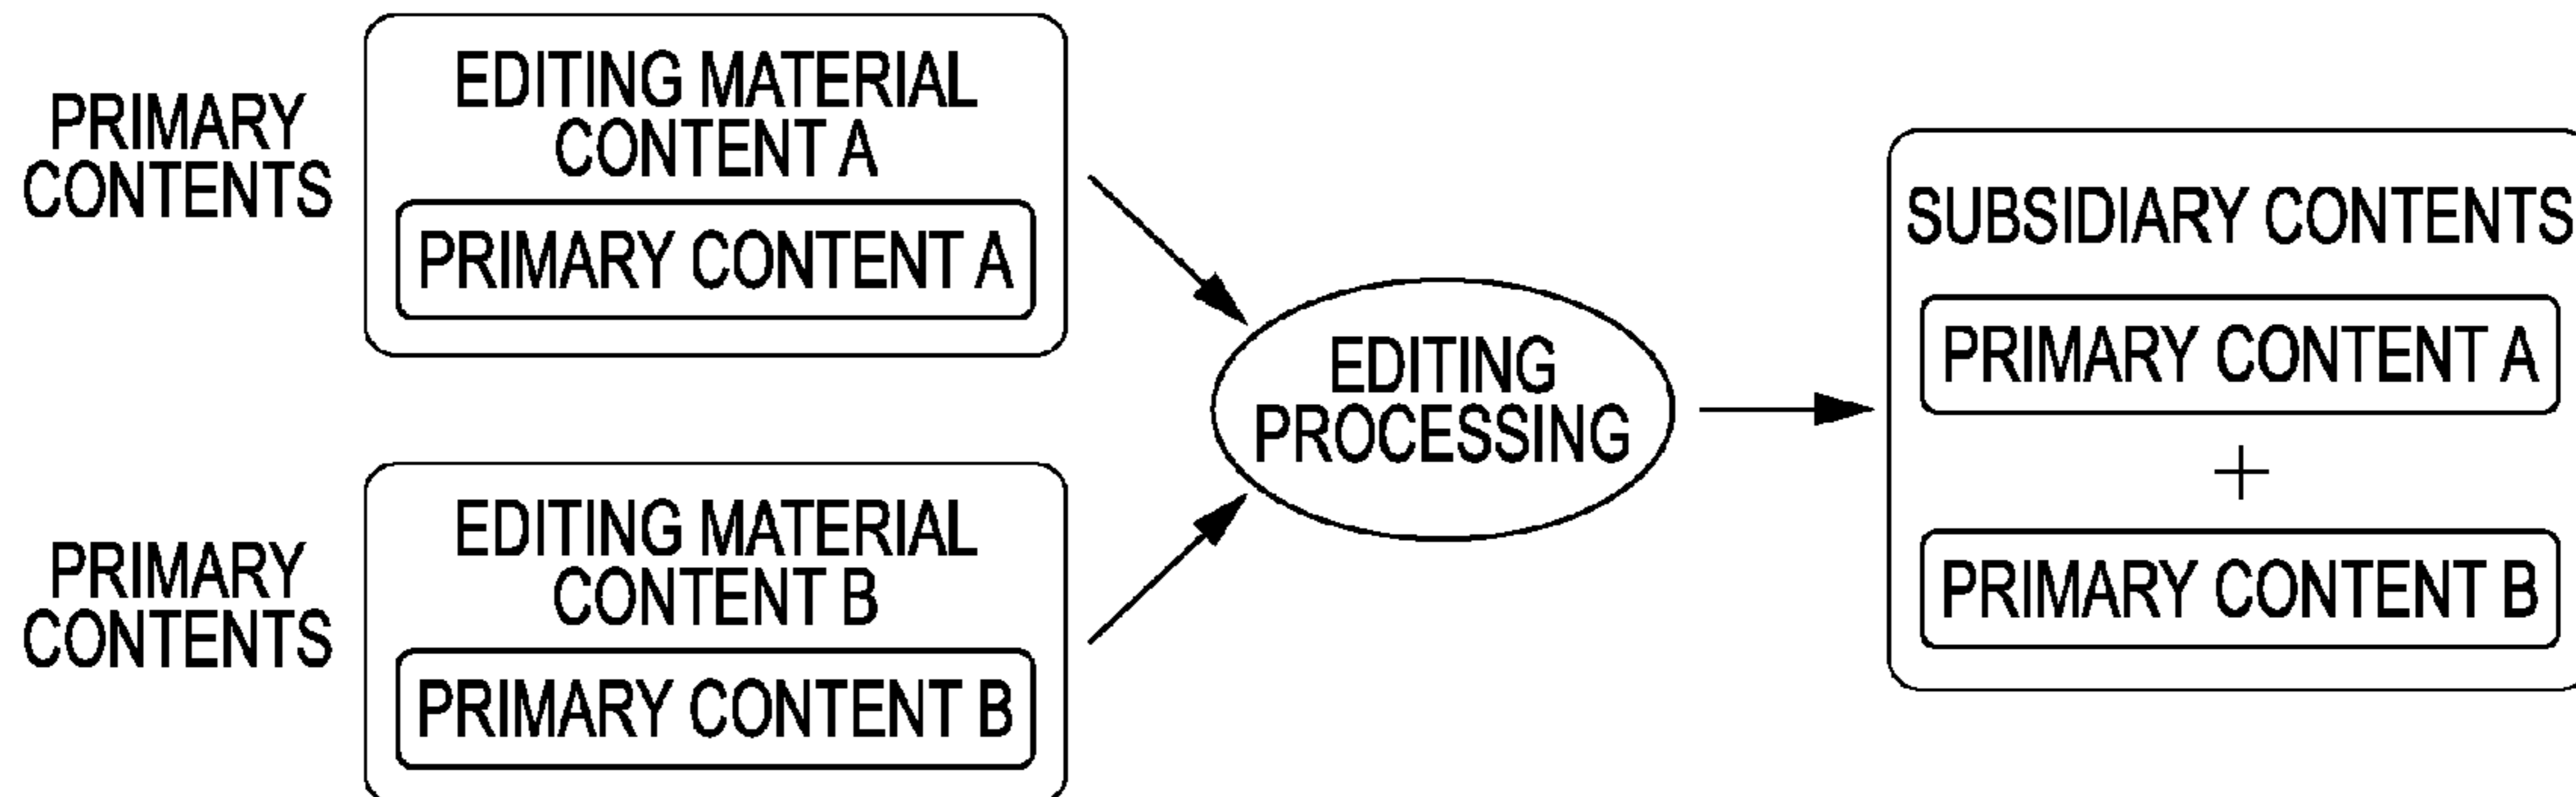 PRIMARY
CONTENTS
EDITING MATERIAL
CONTENT A
PRIMARY CONTENT A
PRIMARY
CONTENTS
EDITING MATERIAL
CONTENT B
PRIMARY CONTENT B
EDITING
PROCESSING
SUBSIDIARY CONTENTS
PRIMARY CONTENT A
+
PRIMARY CONTENT B